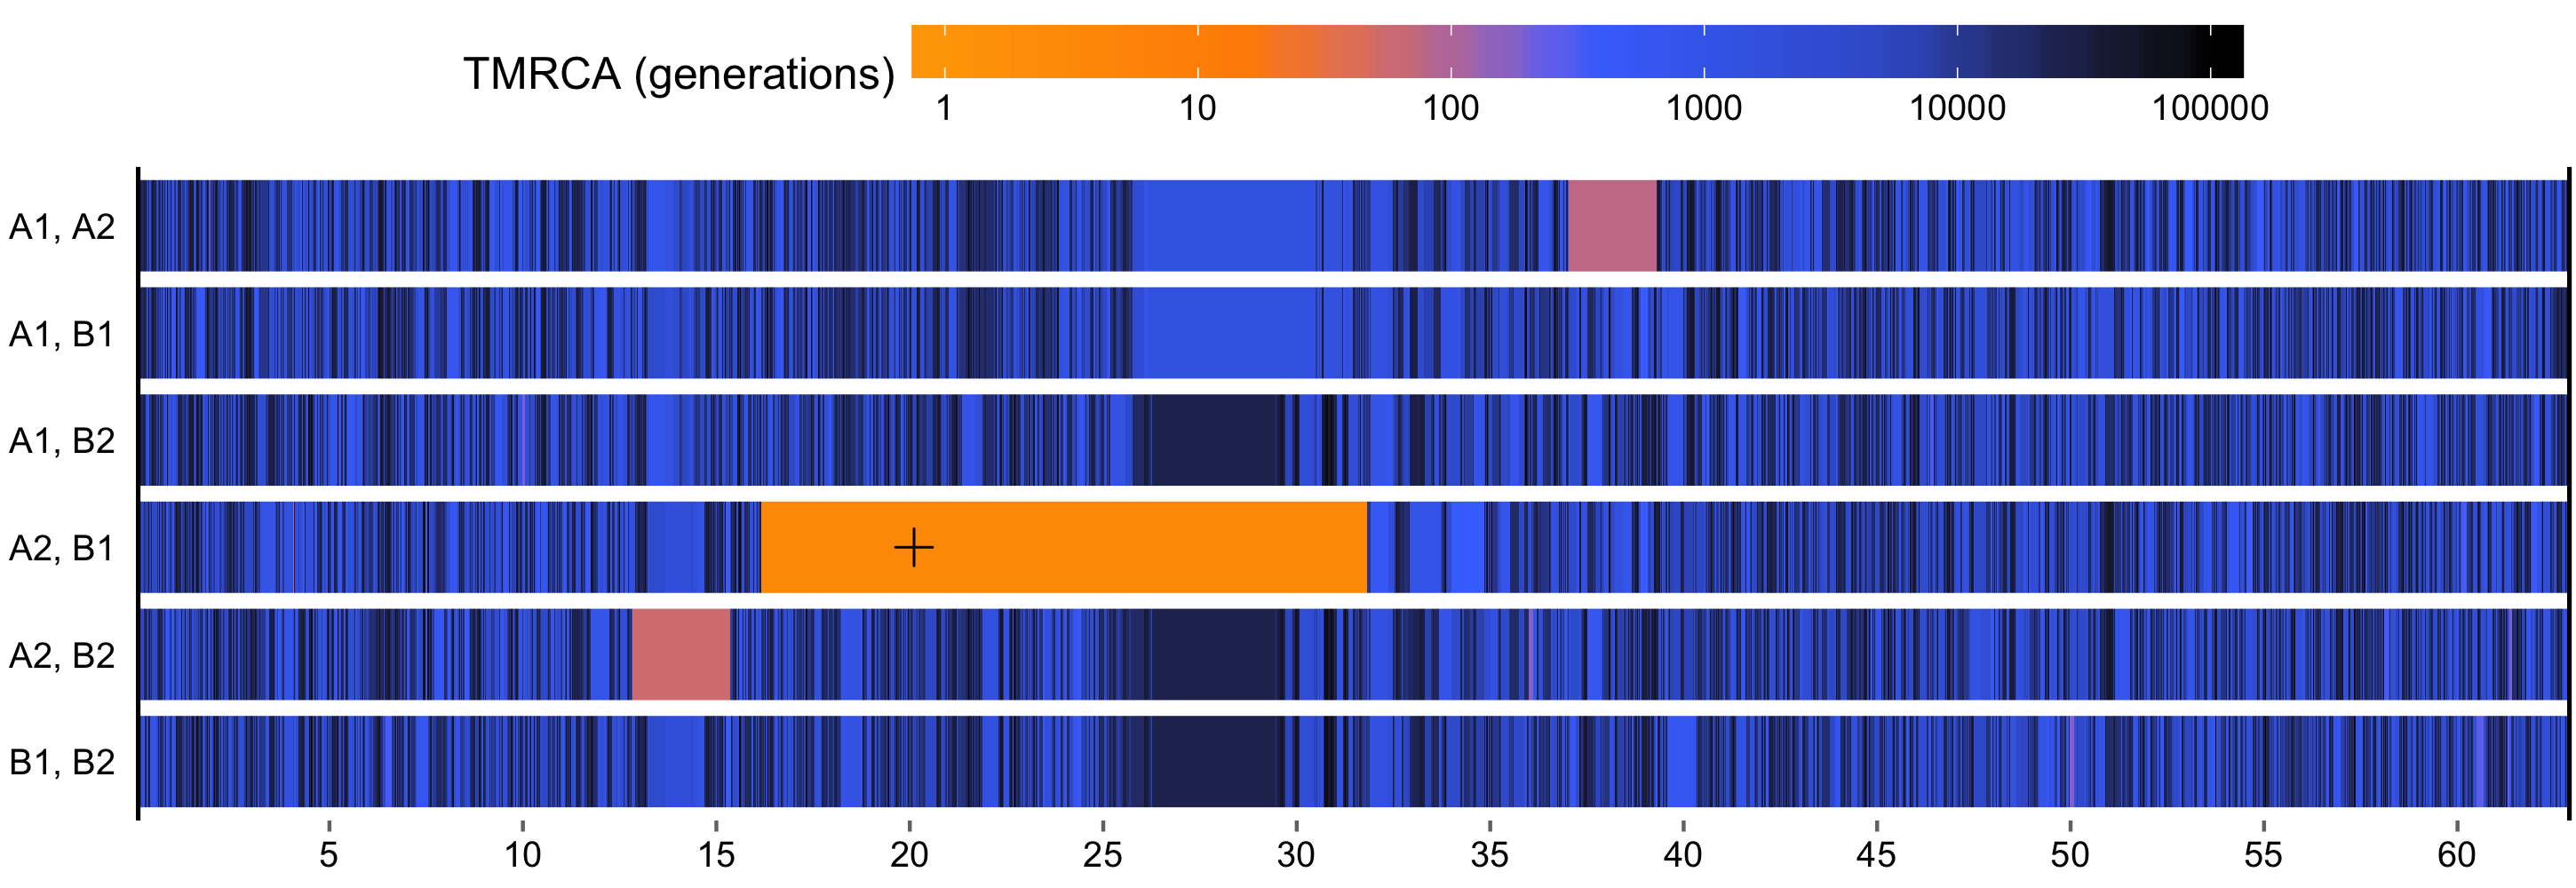 TMRCA (generations)
1 10 100 1000 10000 100000
A1, A2
A1, B1
A1, B2
A2, B1
A2, B2
B1, B2
5 10 15 20 25 30 35 40 45 50 55 60